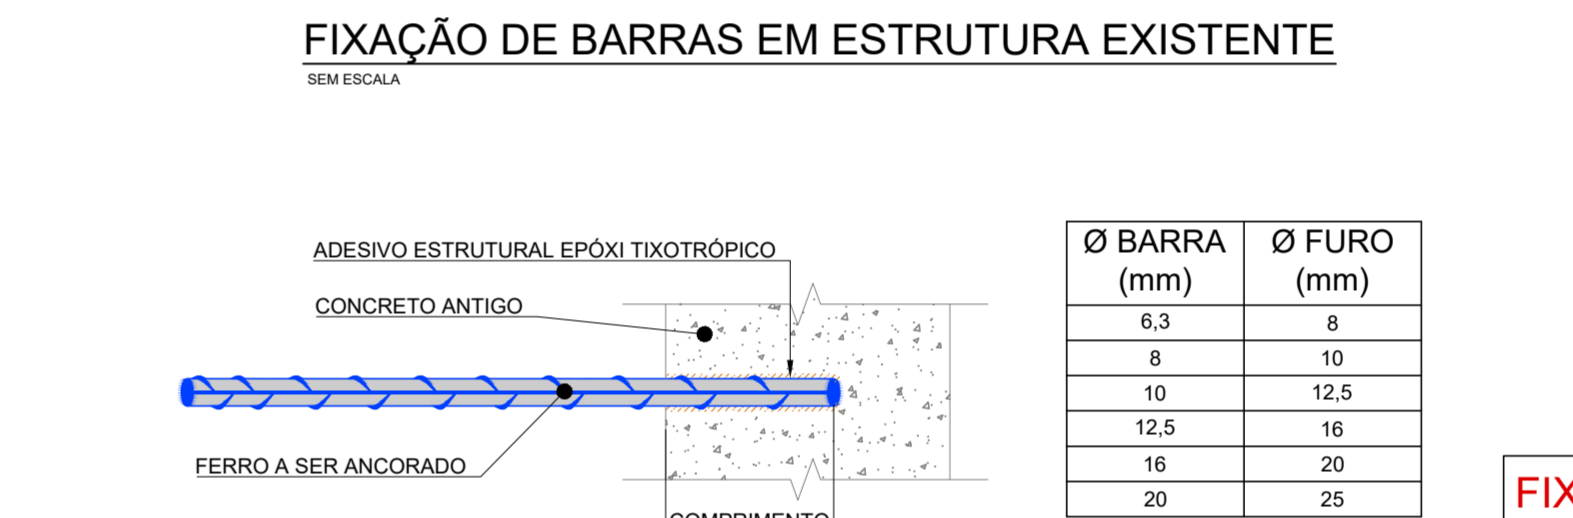 FIXAÇÃO DE BARRAS EM ESTRUTURA EXISTENTE
SEM ESCALA
ADESIVO ESTRUTURAL EPÓXI TIXOTRÓPICO
CONCRETO ANTIGO
FERRO A SER ANCORADO
COMPRIMENTO
Ø BARRA Ø FURO
(mm) (mm)
6,3 8
8 10
10 12,5
12,5 16
16 20
20 25